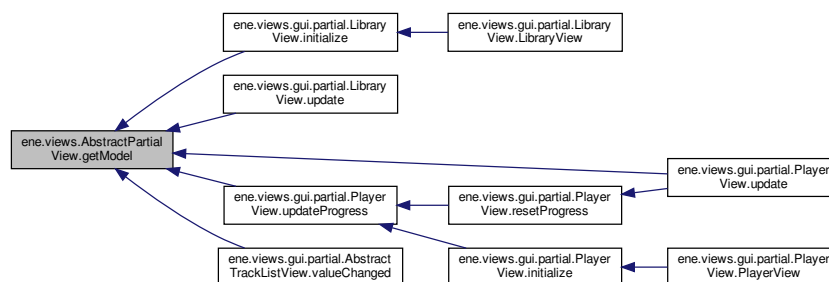 ene.views.gui.partial.Library
View.initialize
ene.views.gui.partial.Library
View.LibraryView
ene.views.gui.partial.Library
View.update
ene.views.AbstractPartial
View.getModel
ene.views.gui.partial.Player
View.update
ene.views.gui.partial.Player
View.updateProgress
ene.views.gui.partial.Player
View.resetProgress
ene.views.gui.partial.Abstract
TrackListView.valueChanged
ene.views.gui.partial.Player
View.initialize
ene.views.gui.partial.Player
View.PlayerView